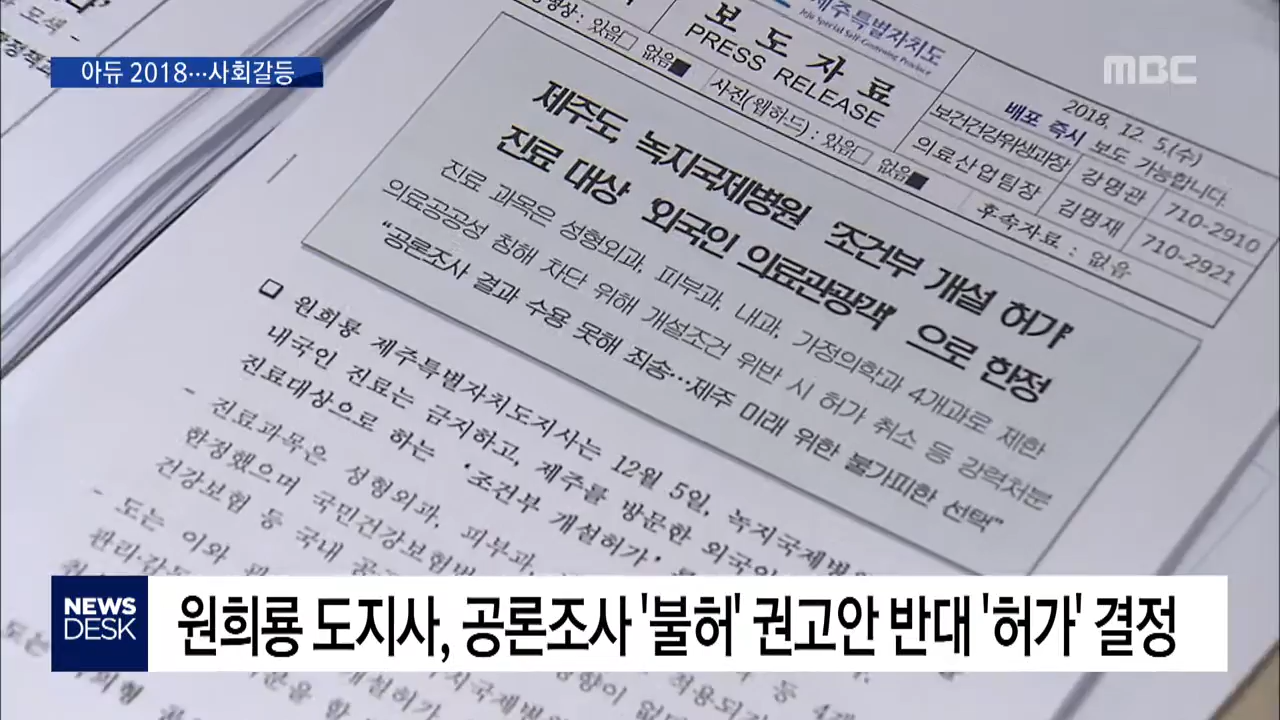 아듀 2018…사회갈등
MBC
제주특별자치도
Jeju Special Self-Governing Province
보 도 자 료
PRESS RELEASE
있음□ 없음■
사진(웹하드) : 있음□ 없음■
2018. 12. 5.(수)
배포 즉시 보도 가능합니다.
보건건강위생과장 강명관 710-2910
의료산업팀장 김명재 710-2921
후속자료 : 없음
제주도, 녹지국제병원 '조건부 개설 허가'
진료 대상 '외국인 의료관광객' 으로 한정
진료 과목은 성형외과, 피부과, 내과, 가정의학과 4개과로 제한
의료공공성 침해 차단 위해 개설조건 위반 시 허가 취소 등 강력처분
"공론조사 결과 수용 못해 죄송…제주 미래 위한 불가피한 선택"
❏ 원희룡 제주특별자치도지사는 12월 5일, 녹지국제병
내국인 진료는 금지하고, 제주를 방문한 외국인
진료대상으로 하는 '조건부 개설허가'
- 진료과목은 성형외과, 피부과,
한정했으며 국민건강보험법
건강보험 등 국내
- 도는 이와
NEWS DESK
원희룡 도지사, 공론조사 '불허' 권고안 반대 '허가' 결정